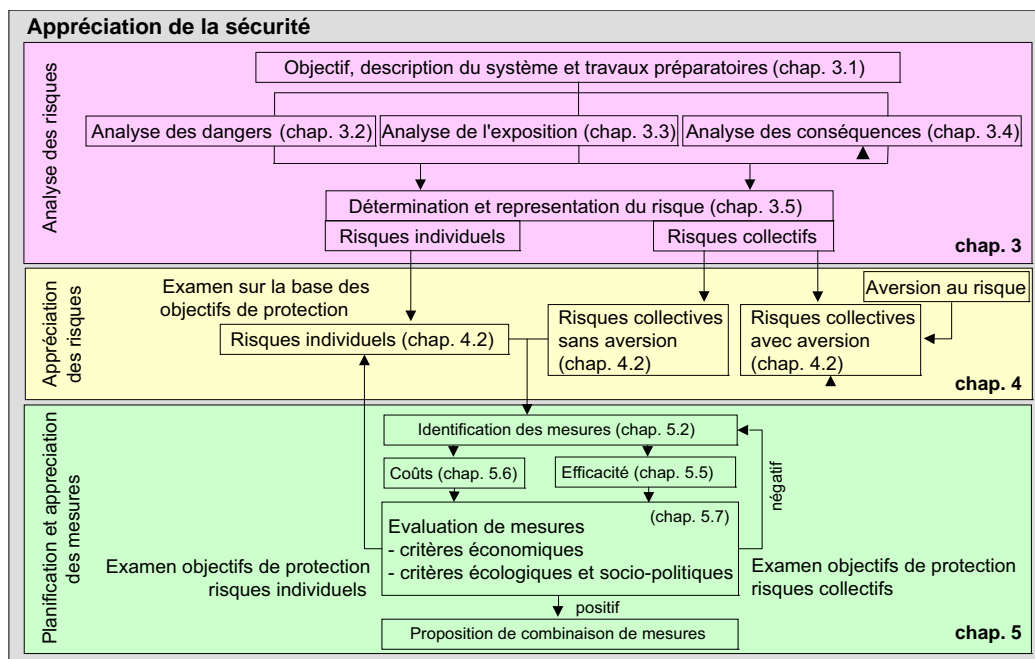 Appréciation de la sécurité
Analyse des risques
Objectif, description du système et travaux préparatoires (chap. 3.1)
Analyse des dangers (chap. 3.2)
Analyse de l'exposition (chap. 3.3)
Analyse des conséquences (chap. 3.4)
Détermination et representation du risque (chap. 3.5)
Risques individuels
Risques collectifs
chap. 3
Appréciation
des risques
Examen sur la base des
objectifs de protection
Aversion au risque
Risques individuels (chap. 4.2)
Risques collectives
sans aversion
(chap. 4.2)
Risques collectives
avec aversion
(chap. 4.2)
chap. 4
Planification et appreciation
des mesures
Identification des mesures (chap. 5.2)
Coûts (chap. 5.6)
Efficacité (chap. 5.5)
négatif
(chap. 5.7)
Evaluation de mesures
- critères économiques
- critères écologiques et socio-politiques
Examen objectifs de protection
risques individuels
Examen objectifs de protection
risques collectifs
positif
Proposition de combinaison de mesures
chap. 5